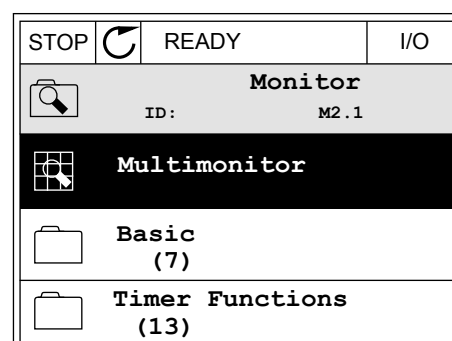 STOP READY I/O
Monitor
ID: M2.1
Multimonitor
Basic
(7)
Timer Functions
(13)